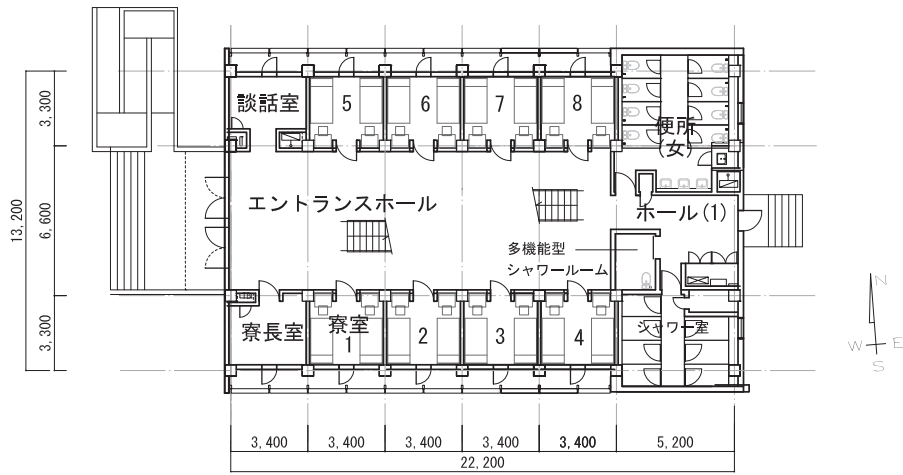 談話室
5
6
7
8
便所
(女)
エントランスホール
ホール(1)
多機能型
シャワールーム
寮長室
寮室
1
2
3
4
シャワー室
3,300
6,600
3,300
13,200
N
W
E
S
3,400
3,400
3,400
3,400
3,400
5,200
22,200